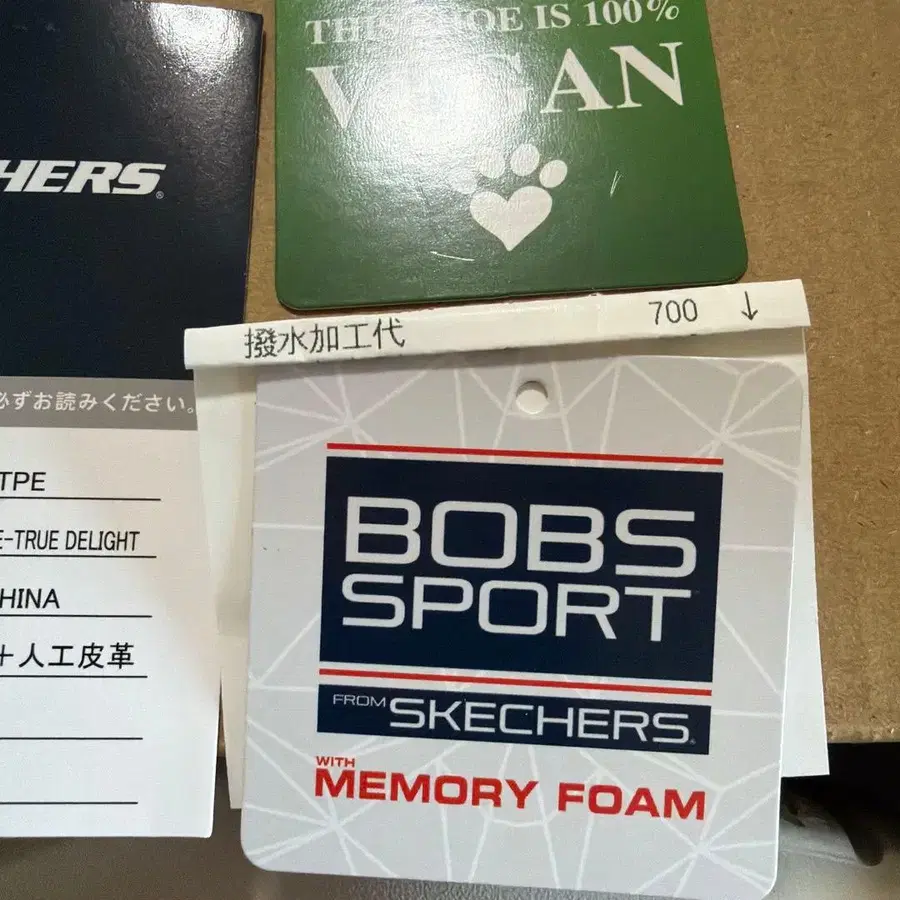 HERS
必ずお読みください。
TPE
E-TRUE DELIGHT
HINA
+人工皮革
THIS SHOE IS 100%
VEGAN
撥水加工代 700 ↓
BOBS
SPORT
FROM SKECHERS
WITH
MEMORY FOAM